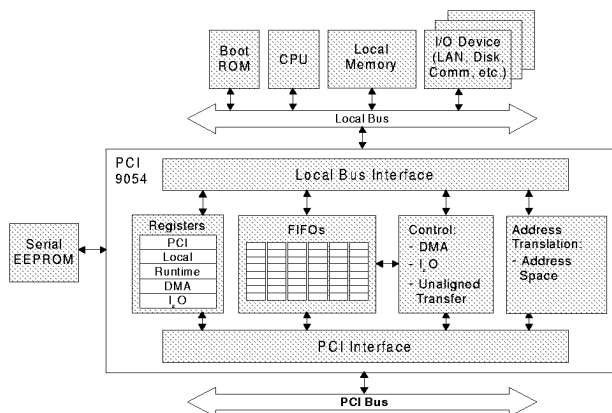 Boot
ROM
CPU
Local
Memory
I/O Device
(LAN, Disk,
Comm, etc.)
Local Bus
PCI
9054
Local Bus Interface
Serial
EEPROM
Registers
PCI
Local
Runtime
DMA
I₂O
FIFOs
Control:
- DMA
- I₂O
- Unaligned
Transfer
Address
Translation:
- Address
Space
PCI Interface
PCI Bus